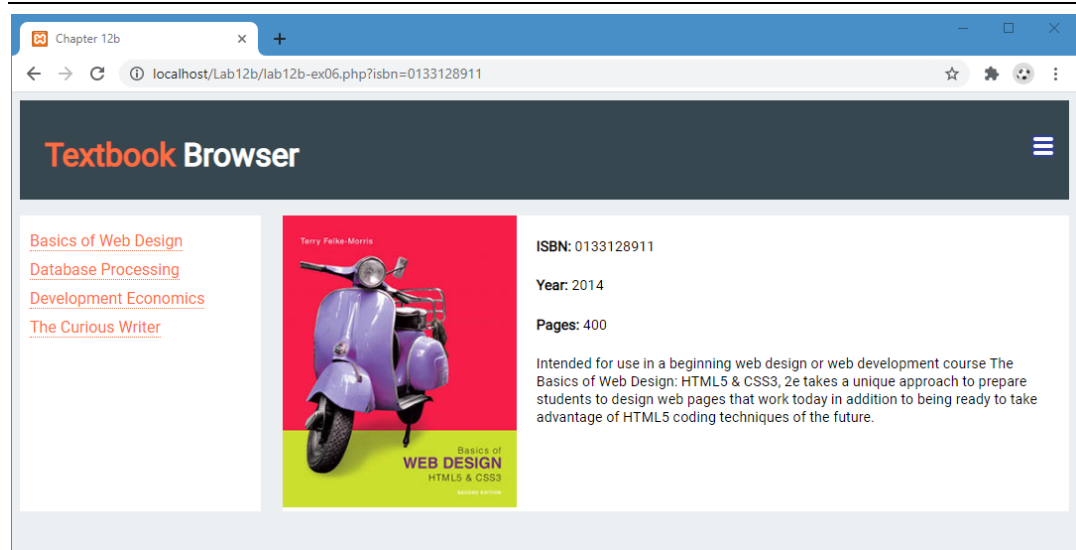 Chapter 12b
localhost/Lab12b/lab12b-ex06.php?isbn=0133128911
Textbook Browser
Basics of Web Design
Database Processing
Development Economics
The Curious Writer
Terry Felke-Morris
Basics of
WEB DESIGN
HTML5 & CSS3
SECOND EDITION
ISBN: 0133128911
Year: 2014
Pages: 400
Intended for use in a beginning web design or web development course The
Basics of Web Design: HTML5 & CSS3, 2e takes a unique approach to prepare
students to design web pages that work today in addition to being ready to take
advantage of HTML5 coding techniques of the future.